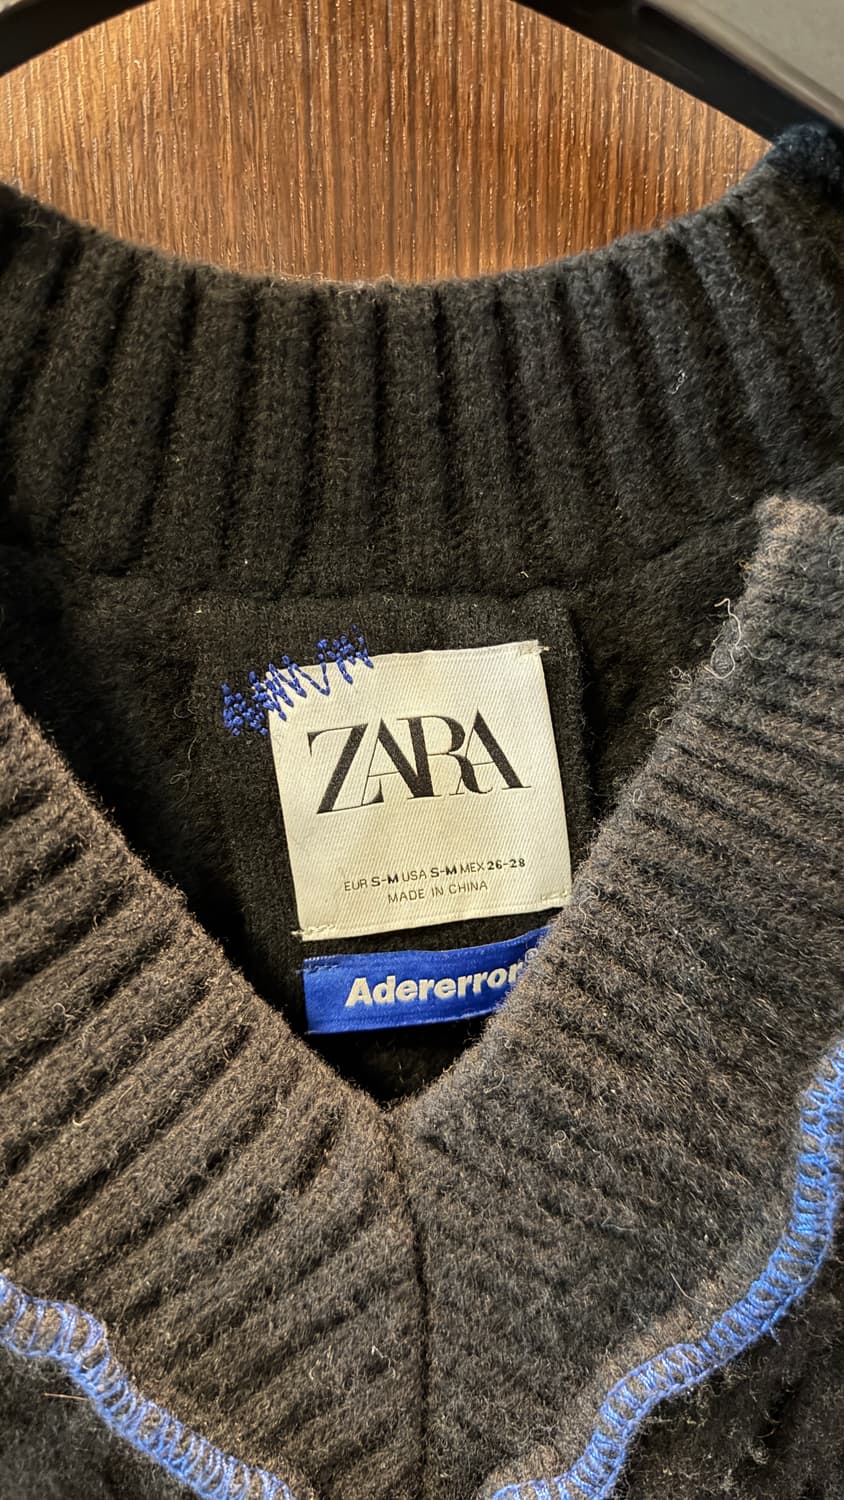 ZARA
EUR S-M USA S-M MEX 26-28
MADE IN CHINA
Adererror